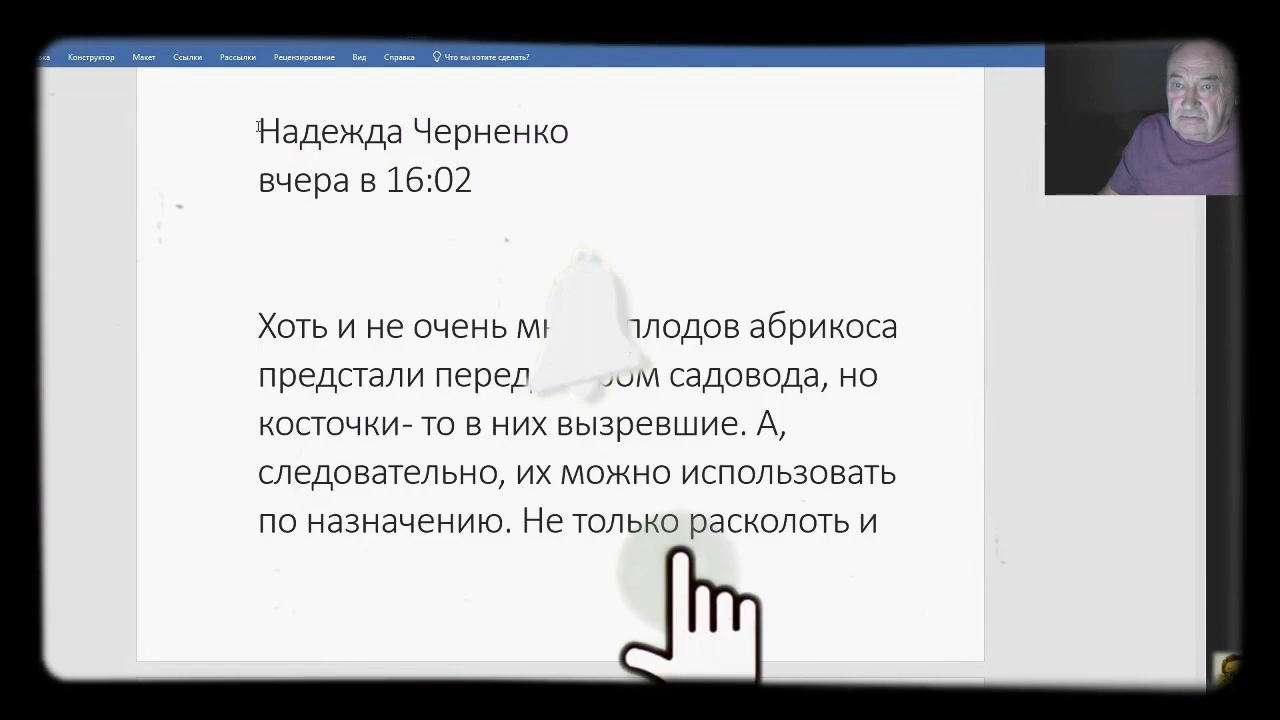 Конструктор Макет Ссылки Рассылки Рецензирование Вид Справка Что вы хотите сделать?
Надежда Черненко
вчера в 16:02
Хоть и не очень плодов абрикоса
предстали перед садовода, но
косточки- то в них вызревшие. А,
следовательно, их можно использовать
по назначению. Не только расколоть и